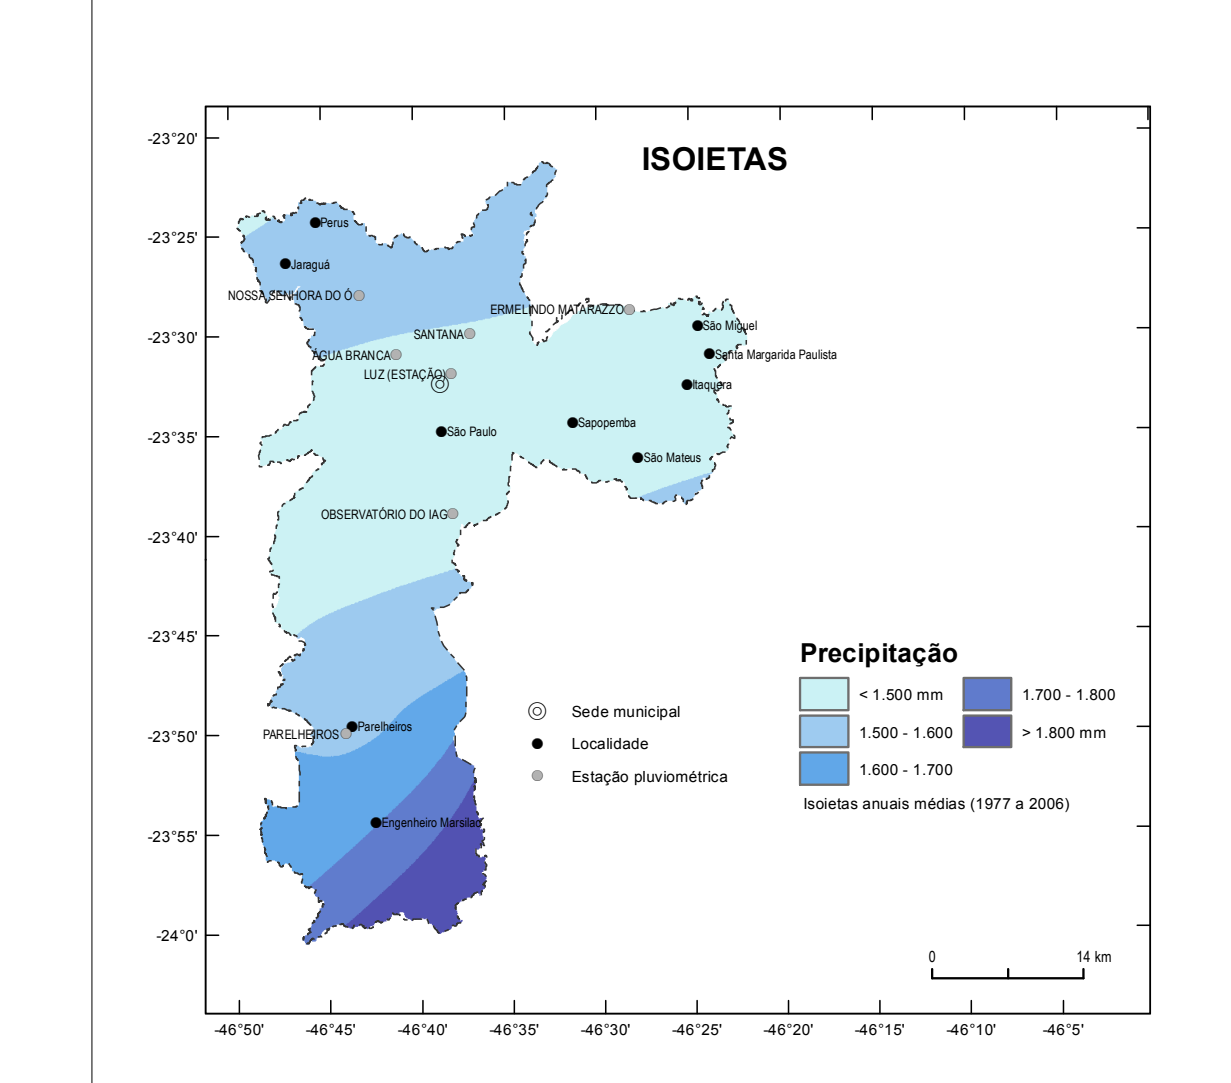 ISOIETAS
-23°20'
-23°25'
-23°30'
-23°35'
-23°40'
-23°45'
-23°50'
-23°55'
-24°0'
Perus
Jaraguá
NOSSA SENHORA DO Ó
ERMELINDO MATARAZZO
São Miguel
SANTANA
ÁGUA BRANCA
Santa Margarida Paulista
LUZ (ESTAÇÃO)
Itaquera
Sapopemba
São Paulo
São Mateus
OBSERVATÓRIO DO IAG
Parelheiros
PARELHEIROS
Engenheiro Marsilac
Sede municipal
Localidade
Estação pluviométrica
Precipitação
< 1.500 mm
1.500 - 1.600
1.600 - 1.700
1.700 - 1.800
> 1.800 mm
Isoietas anuais médias (1977 a 2006)
0 14 km
-46°50' -46°45' -46°40' -46°35' -46°30' -46°25' -46°20' -46°15' -46°10' -46°5'